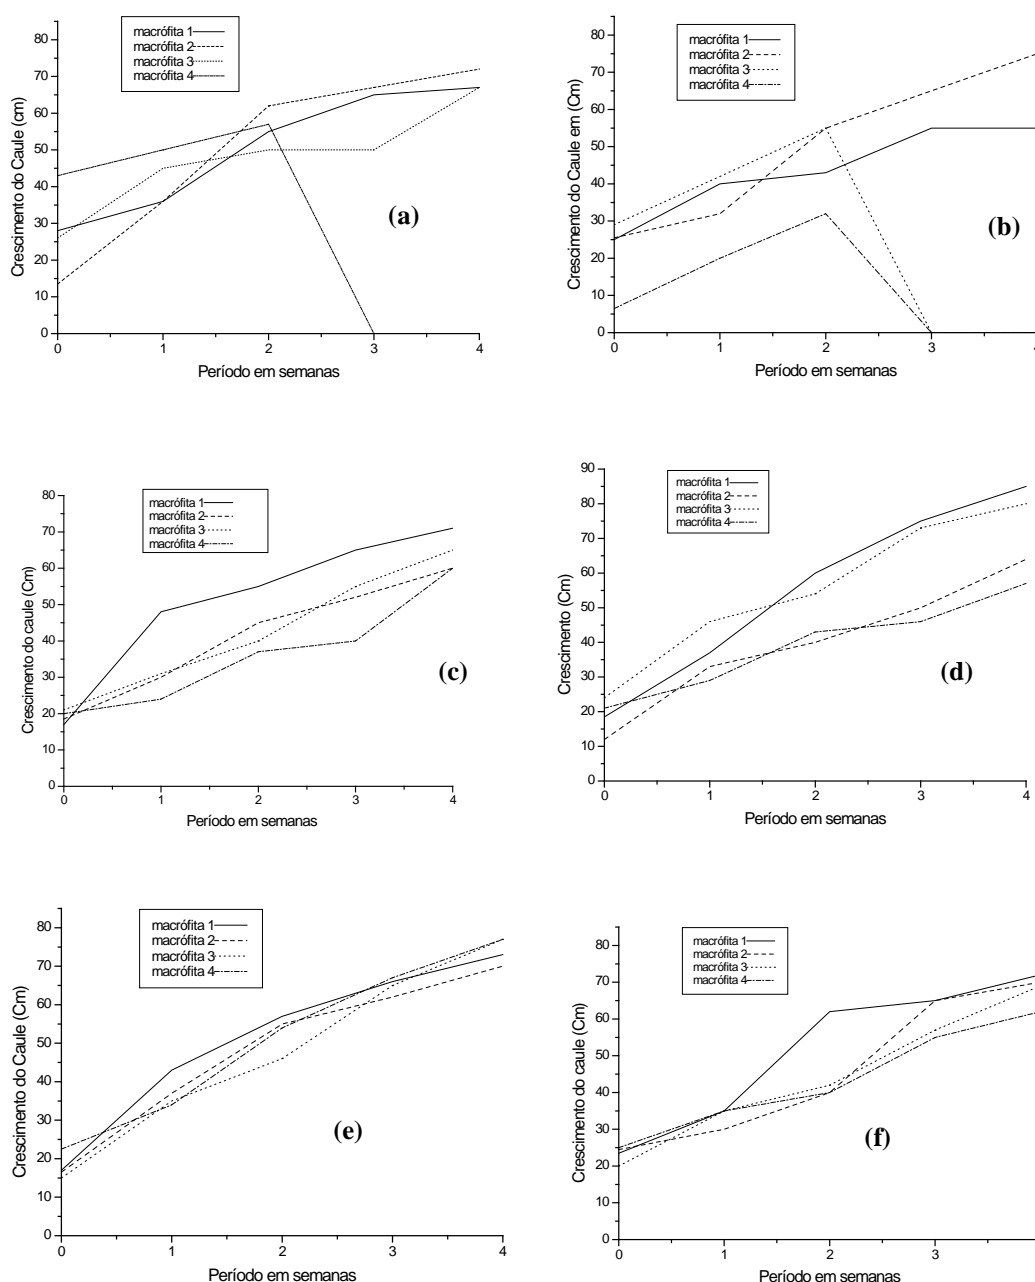 macrófita 1
macrófita 2
macrófita 3
macrófita 4
80
70
60
50
40
30
20
10
0
Crescimento do Caule (cm)
(a)
0 1 2 3 4
Período em semanas
macrófita 1
macrófita 2
macrófita 3
macrófita 4
80
70
60
50
40
30
20
10
0
Crescimento do Caule em (Cm)
(b)
0 1 2 3 4
Período em semanas
macrófita 1
macrófita 2
macrófita 3
macrófita 4
80
70
60
50
40
30
20
10
0
Crescimento do caule (Cm)
(c)
0 1 2 3 4
Período em semanas
macrófita 1
macrófita 2
macrófita 3
macrófita 4
90
80
70
60
50
40
30
20
10
0
Crescimento (Cm)
(d)
0 1 2 3 4
Período em semanas
macrófita 1
macrófita 2
macrófita 3
macrófita 4
80
70
60
50
40
30
20
10
0
Crescimento do Caule (Cm)
(e)
0 1 2 3 4
Período em semanas
macrófita 1
macrófita 2
macrófita 3
macrófita 4
80
70
60
50
40
30
20
10
0
Crescimento do caule (Cm)
(f)
0 1 2 3 4
Período em semanas